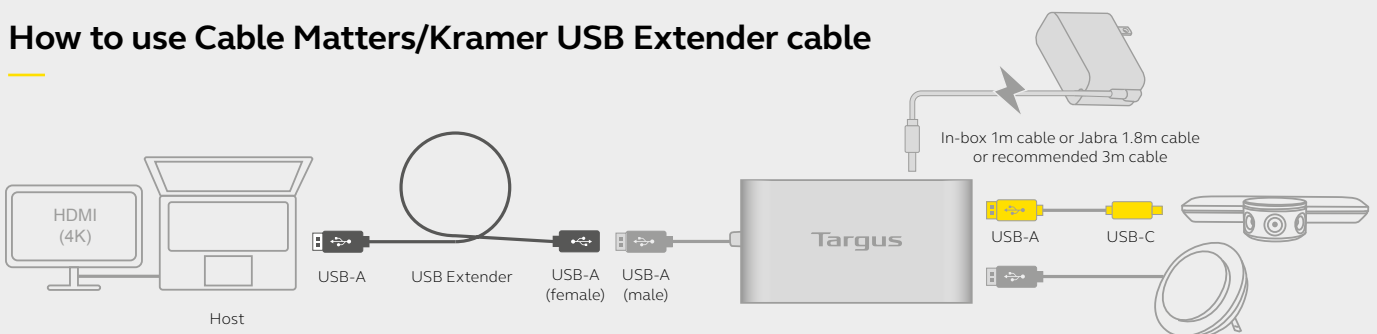 How to use Cable Matters/Kramer USB Extender cable
In-box 1m cable or Jabra 1.8m cable
or recommended 3m cable
HDMI
(4K)
Targus
USB-A
USB-C
USB-A
USB Extender
USB-A
(female)
USB-A
(male)
Host